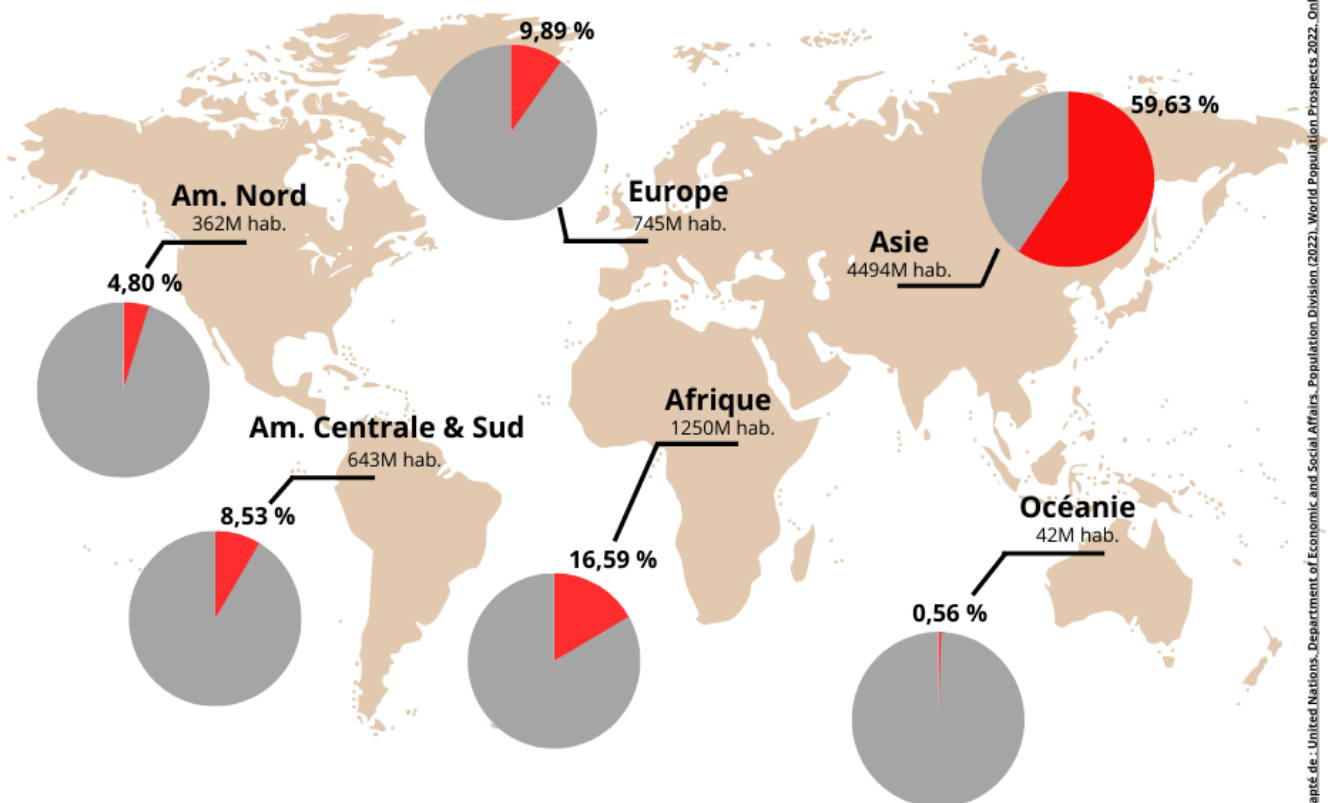 9,89 %
59,63 %
Am. Nord
362M hab.
Europe
745M hab.
Asie
4494M hab.
4,80 %
Afrique
1250M hab.
Am. Centrale & Sud
643M hab.
8,53 %
Océanie
42M hab.
16,59 %
0,56 %
de : United Nations, Department of Economic and Social Affairs, Population Division (2022). World Population Prospects 2022,